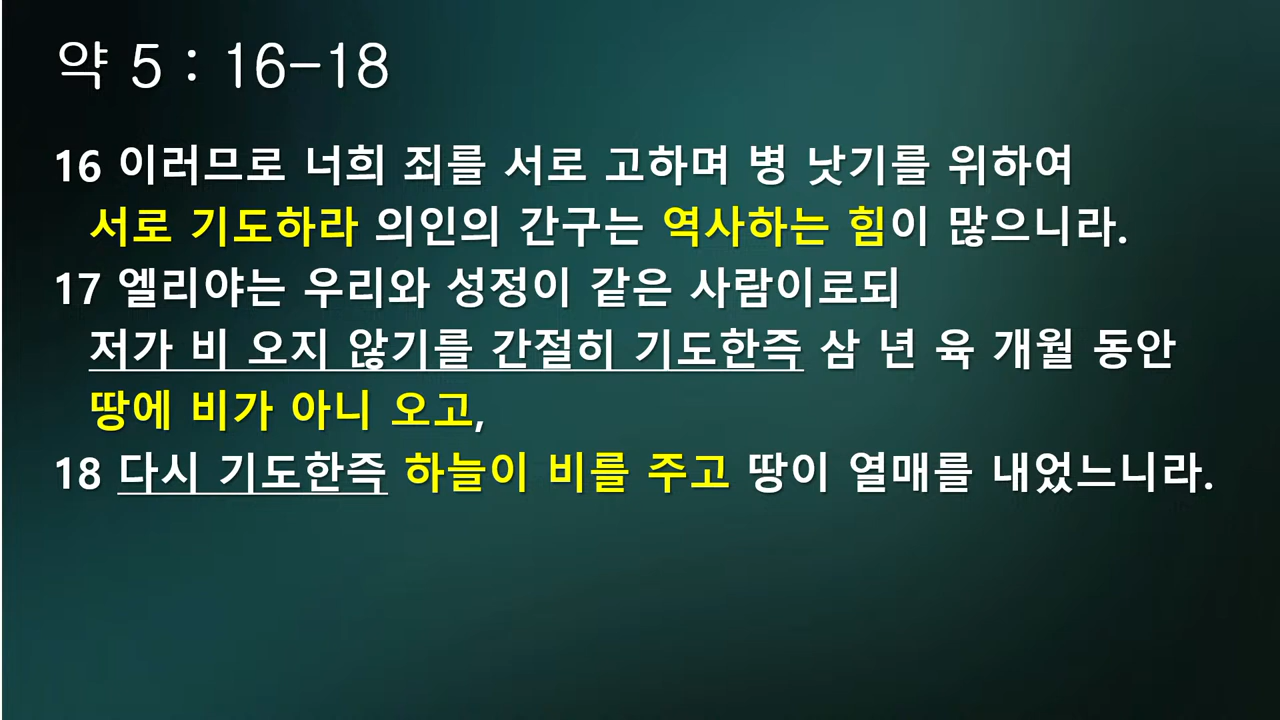 약 5 : 16-18
16 이러므로 너희 죄를 서로 고하며 병 낫기를 위하여
서로 기도하라 의인의 간구는 역사하는 힘이 많으니라.
17 엘리야는 우리와 성정이 같은 사람이로되
저가 비 오지 않기를 간절히 기도한즉 삼 년 육 개월 동안
땅에 비가 아니 오고,
18 다시 기도한즉 하늘이 비를 주고 땅이 열매를 내었느니라.